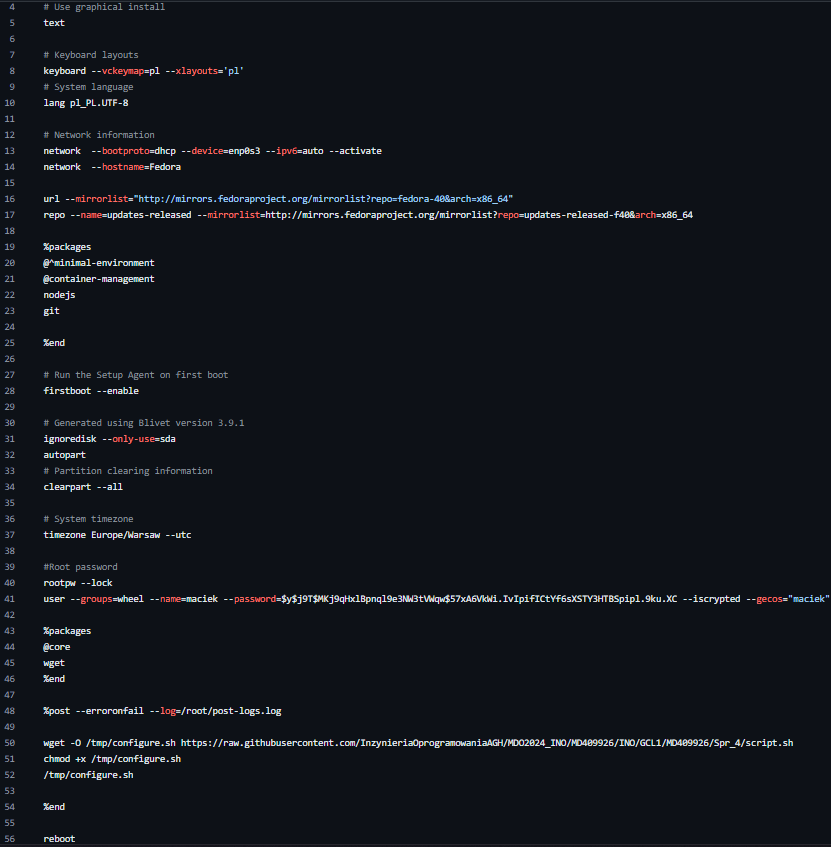 4 # Use graphical install
5 text
6
7 # Keyboard layouts
8 keyboard --vckeymap=pl --xlayouts='pl'
9 # System language
10 lang pl_PL.UTF-8
11
12 # Network information
13 network  --bootproto=dhcp --device=enp0s3 --ipv6=auto --activate
14 network  --hostname=Fedora
15
16 url --mirrorlist="http://mirrors.fedoraproject.org/mirrorlist?repo=fedora-40&arch=x86_64"
17 repo --name=updates-released --mirrorlist=http://mirrors.fedoraproject.org/mirrorlist?repo=updates-released-f40&arch=x86_64
18
19 %packages
20 @^minimal-environment
21 @container-management
22 nodejs
23 git
24
25 %end
26
27 # Run the Setup Agent on first boot
28 firstboot --enable
29
30 # Generated using Blivet version 3.9.1
31 ignoredisk --only-use=sda
32 autopart
33 # Partition clearing information
34 clearpart --all
35
36 # System timezone
37 timezone Europe/Warsaw --utc
38
39 #Root password
40 rootpw --lock
41 user --groups=wheel --name=maciek --password=$y$j9T$MKj9qHxlBpnql9e3NW3tVWqw$57xA6VkWi.IvIpifICtYf6sXSTY3HTBSpipl.9ku.XC --iscrypted --gecos="maciek"
42
43 %packages
44 @core
45 wget
46 %end
47
48 %post --erroronfail --log=/root/post-logs.log
49
50 wget -O /tmp/configure.sh https://raw.githubusercontent.com/InzynieriaOprogramowaniaAGH/MDO2024_INO/MD409926/INO/GCL1/MD409926/Spr_4/script.sh
51 chmod +x /tmp/configure.sh
52 /tmp/configure.sh
53
54 %end
55
56 reboot